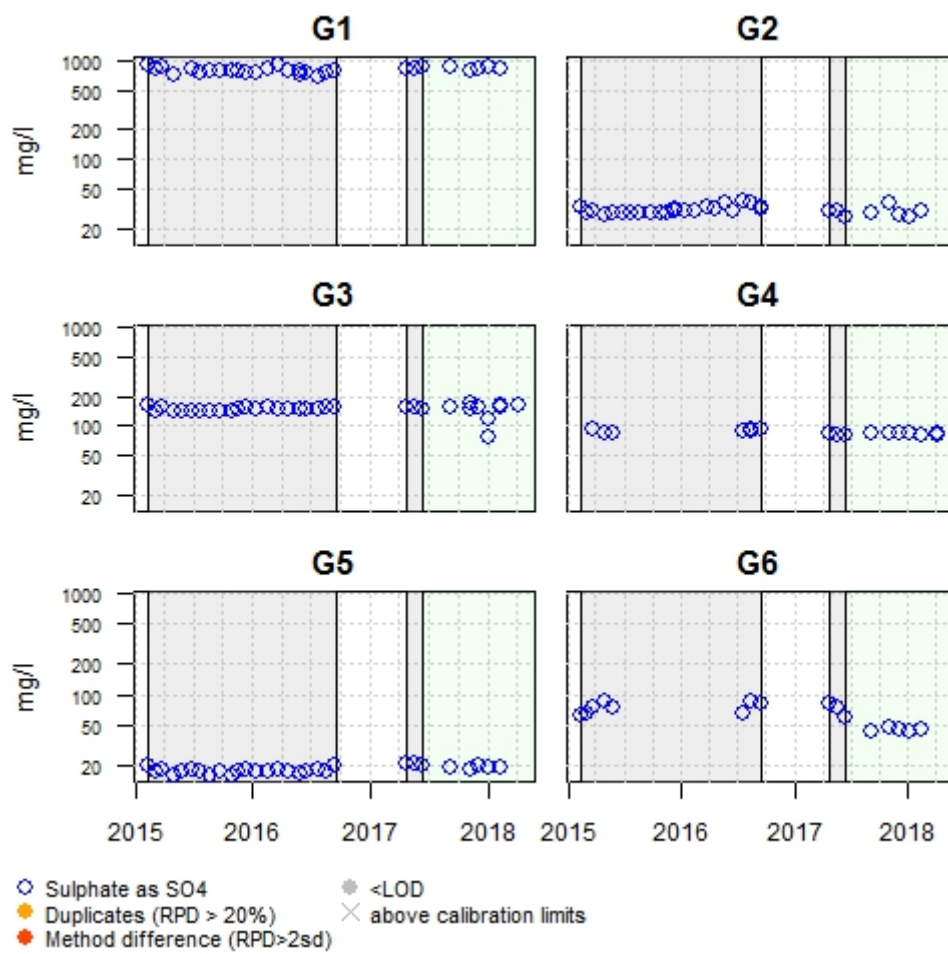 G1 G2
1000
500
200
100
50
20
mg/l
G3 G4
1000
500
200
100
50
20
mg/l
G5 G6
1000
500
200
100
50
20
mg/l
2015 2016 2017 2018 2015 2016 2017 2018
Sulphate as SO4 <LOD
Duplicates (RPD > 20%) above calibration limits
Method difference (RPD>2sd)